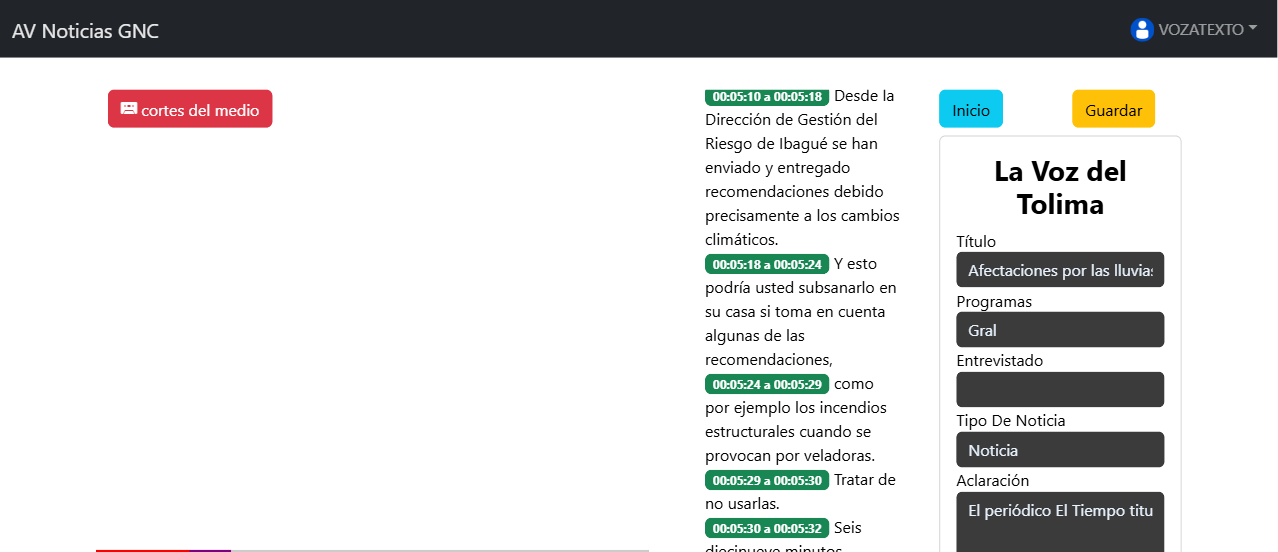 AV Noticias GNC
VOZATEXTO
cortes del medio
00:05:10 a 00:05:18 Desde la
Dirección de Gestión del
Riesgo de Ibagué se han
enviado y entregado
recomendaciones debido
precisamente a los cambios
climáticos.
00:05:18 a 00:05:24 Y esto
podría usted subsanarlo en
su casa si toma en cuenta
algunas de las
recomendaciones,
00:05:24 a 00:05:29 como
por ejemplo los incendios
estructurales cuando se
provocan por veladoras.
00:05:29 a 00:05:30 Tratar de
no usarlas.
00:05:30 a 00:05:32 Seis
diecinueve minutos
Inicio
Guardar
La Voz del
Tolima
Título
Afectaciones por las lluvias
Programas
Gral
Entrevistado
Tipo De Noticia
Noticia
Aclaración
El periódico El Tiempo titu